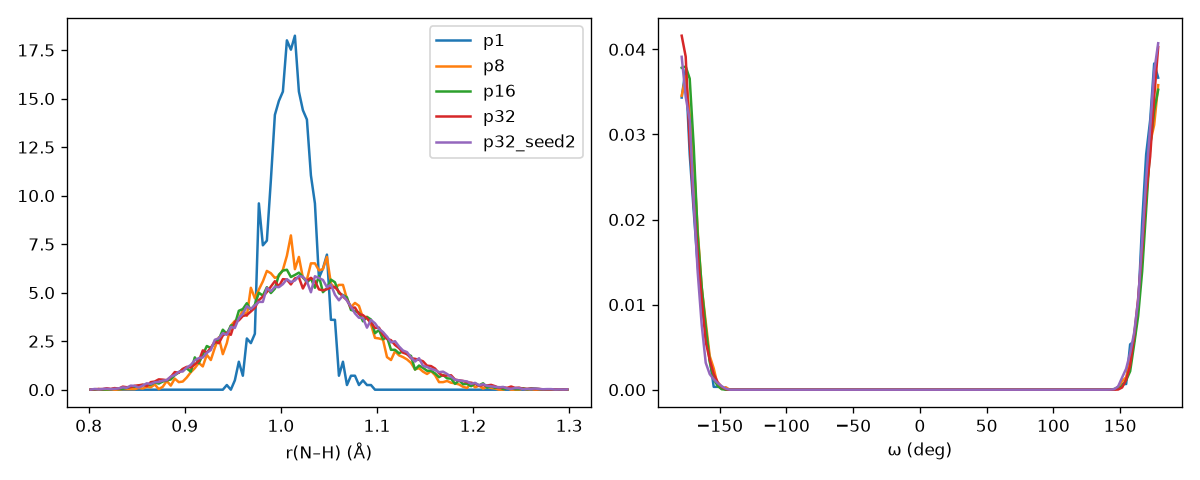 17.5
15.0
12.5
10.0
7.5
5.0
2.5
0.0
0.8 0.9 1.0 1.1 1.2 1.3
r(N–H) (Å)
p1
p8
p16
p32
p32_seed2
0.04
0.03
0.02
0.01
0.00
−150 −100 −50 0 50 100 150
ω (deg)